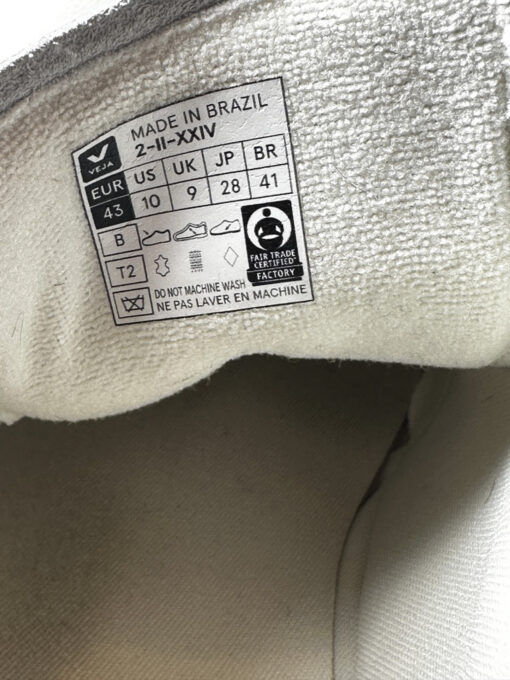 VEJA
MADE IN BRAZIL
2-II-XXIV
EUR US UK JP BR
43 10 9 28 41
B
T2
FAIR TRADE
CERTIFIED™
FACTORY
DO NOT MACHINE WASH
NE PAS LAVER EN MACHINE